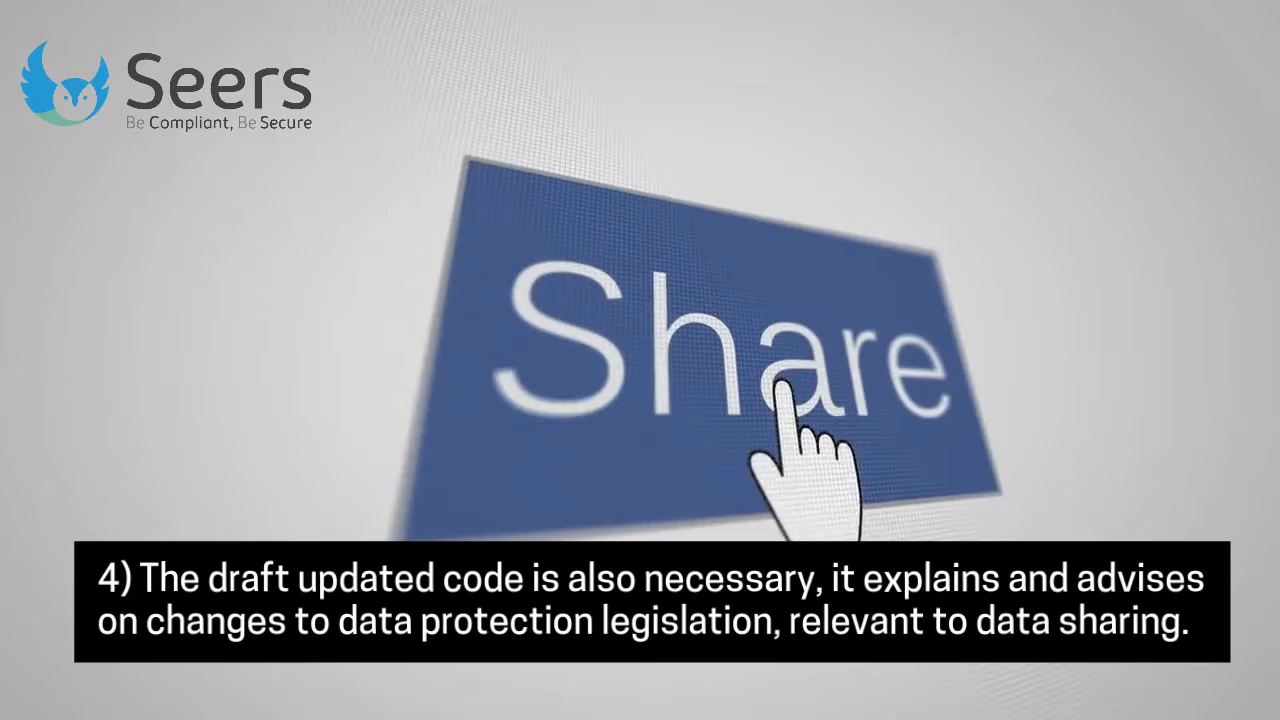 Seers
Be Compliant, Be Secure
Share
4) The draft updated code is also necessary, it explains and advises
on changes to data protection legislation, relevant to data sharing.